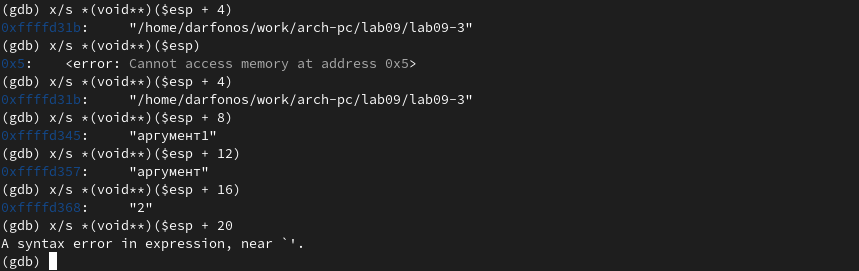 (gdb) x/s *(void**)($esp + 4)
0xffffd31b:     "/home/darfonos/work/arch-pc/lab09/lab09-3"
(gdb) x/s *(void**)($esp)
0x5:    <error: Cannot access memory at address 0x5>
(gdb) x/s *(void**)($esp + 4)
0xffffd31b:     "/home/darfonos/work/arch-pc/lab09/lab09-3"
(gdb) x/s *(void**)($esp + 8)
0xffffd345:     "аргумент1"
(gdb) x/s *(void**)($esp + 12)
0xffffd357:     "аргумент"
(gdb) x/s *(void**)($esp + 16)
0xffffd368:     "2"
(gdb) x/s *(void**)($esp + 20
A syntax error in expression, near `'.
(gdb)